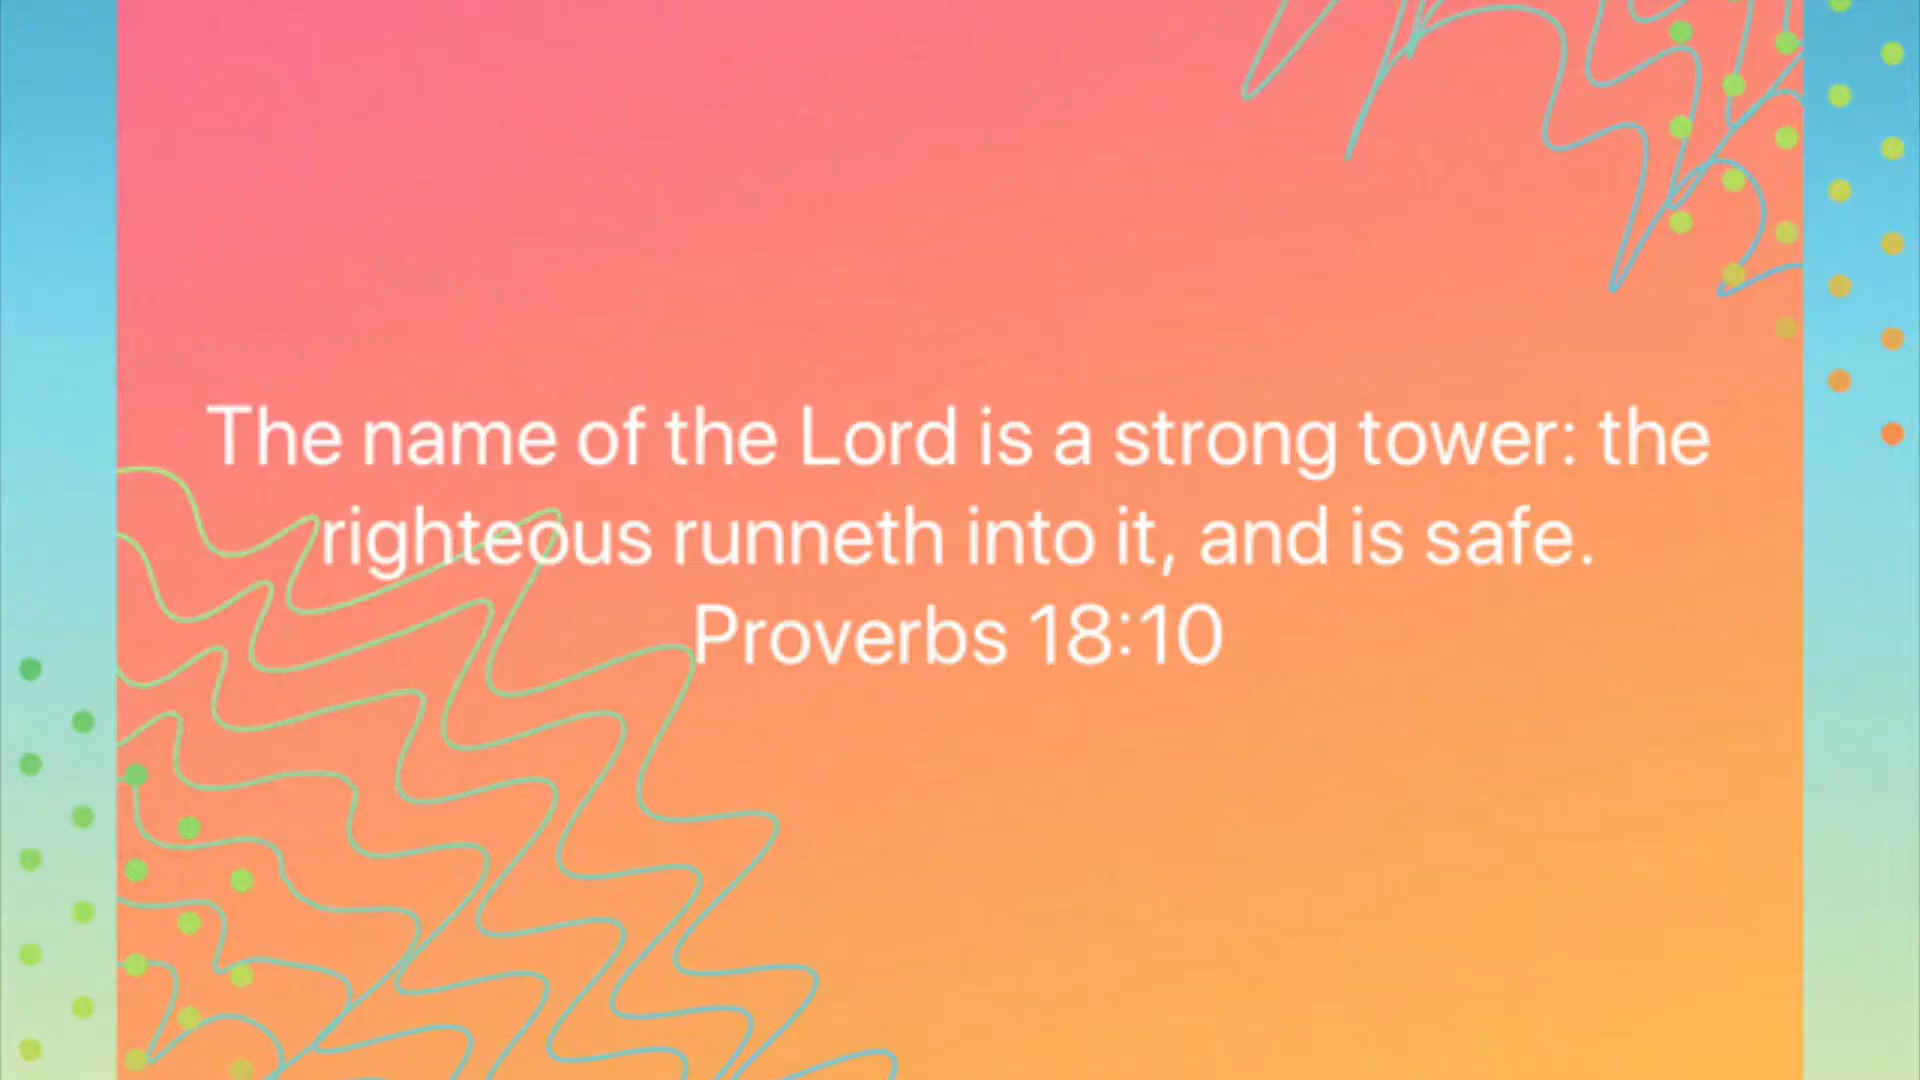 The name of the Lord is a strong tower: the
righteous runneth into it, and is safe.
Proverbs 18:10